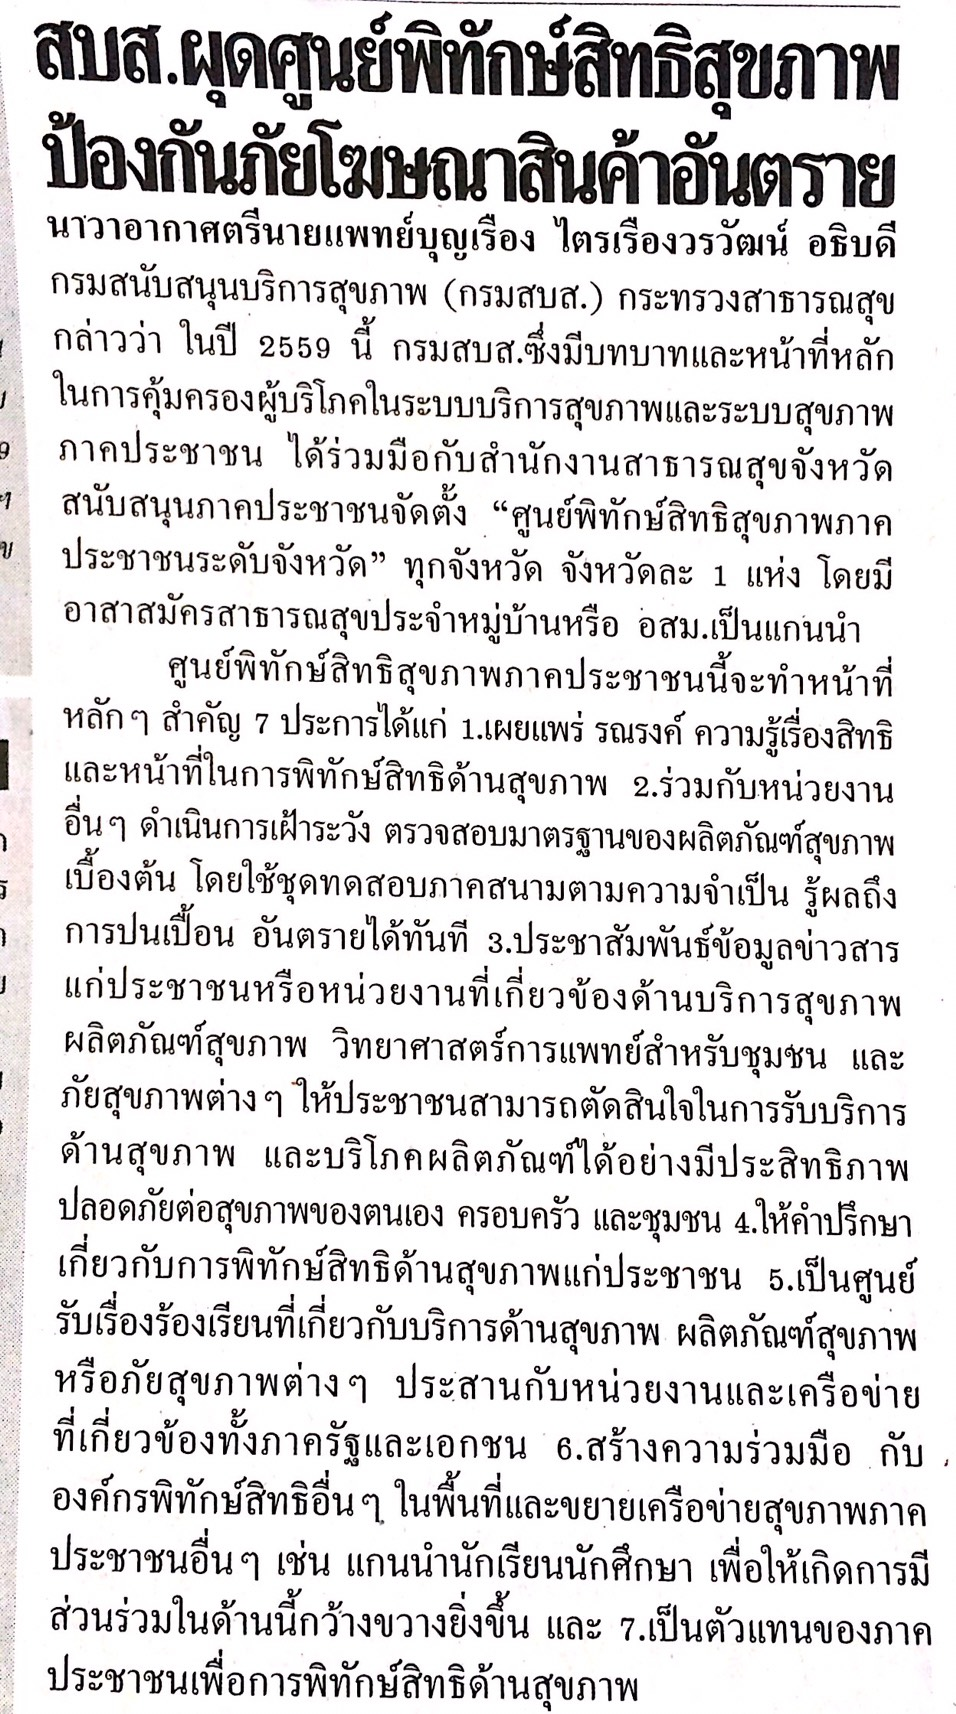 สบส.ผุดศูนย์พิทักษ์สิทธิสุขภาพ
ป้องกันภัยโฆษณาสินค้าอันตราย
นาวาอากาศตรีนายแพทย์บุญเรือง ไตรเรืองวรวัฒน์ อธิบดี
กรมสนับสนุนบริการสุขภาพ (กรมสบส.) กระทรวงสาธารณสุข
กล่าวว่า ในปี 2559 นี้ กรมสบส.ซึ่งมีบทบาทและหน้าที่หลัก
ในการคุ้มครองผู้บริโภคในระบบบริการสุขภาพและระบบสุขภาพ
ภาคประชาชน ได้ร่วมมือกับสำนักงานสาธารณสุขจังหวัด
สนับสนุนภาคประชาชนจัดตั้ง “ศูนย์พิทักษ์สิทธิสุขภาพภาค
ประชาชนระดับจังหวัด” ทุกจังหวัด จังหวัดละ 1 แห่ง โดยมี
อาสาสมัครสาธารณสุขประจำหมู่บ้านหรือ อสม.เป็นแกนนำ
ศูนย์พิทักษ์สิทธิสุขภาพภาคประชาชนนี้จะทำหน้าที่
หลักๆ สำคัญ 7 ประการได้แก่ 1.เผยแพร่ รณรงค์ ความรู้เรื่องสิทธิ
และหน้าที่ในการพิทักษ์สิทธิด้านสุขภาพ 2.ร่วมกับหน่วยงาน
อื่นๆ ดำเนินการเฝ้าระวัง ตรวจสอบมาตรฐานของผลิตภัณฑ์สุขภาพ
เบื้องต้น โดยใช้ชุดทดสอบภาคสนามตามความจำเป็น รู้ผลถึง
การปนเปื้อน อันตรายได้ทันที 3.ประชาสัมพันธ์ข้อมูลข่าวสาร
แก่ประชาชนหรือหน่วยงานที่เกี่ยวข้องด้านบริการสุขภาพ
ผลิตภัณฑ์สุขภาพ วิทยาศาสตร์การแพทย์สำหรับชุมชน และ
ภัยสุขภาพต่างๆ ให้ประชาชนสามารถตัดสินใจในการรับบริการ
ด้านสุขภาพ และบริโภคผลิตภัณฑ์ได้อย่างมีประสิทธิภาพ
ปลอดภัยต่อสุขภาพของตนเอง ครอบครัว และชุมชน 4.ให้คำปรึกษา
เกี่ยวกับการพิทักษ์สิทธิด้านสุขภาพแก่ประชาชน 5.เป็นศูนย์
รับเรื่องร้องเรียนที่เกี่ยวกับบริการด้านสุขภาพ ผลิตภัณฑ์สุขภาพ
หรือภัยสุขภาพต่างๆ ประสานกับหน่วยงานและเครือข่าย
ที่เกี่ยวข้องทั้งภาครัฐและเอกชน 6.สร้างความร่วมมือ กับ
องค์กรพิทักษ์สิทธิอื่นๆ ในพื้นที่และขยายเครือข่ายสุขภาพภาค
ประชาชนอื่นๆ เช่น แกนนำนักเรียนนักศึกษา เพื่อให้เกิดการมี
ส่วนร่วมในด้านนี้กว้างขวางยิ่งขึ้น และ 7.เป็นตัวแทนของภาค
ประชาชนเพื่อการพิทักษ์สิทธิด้านสุขภาพ